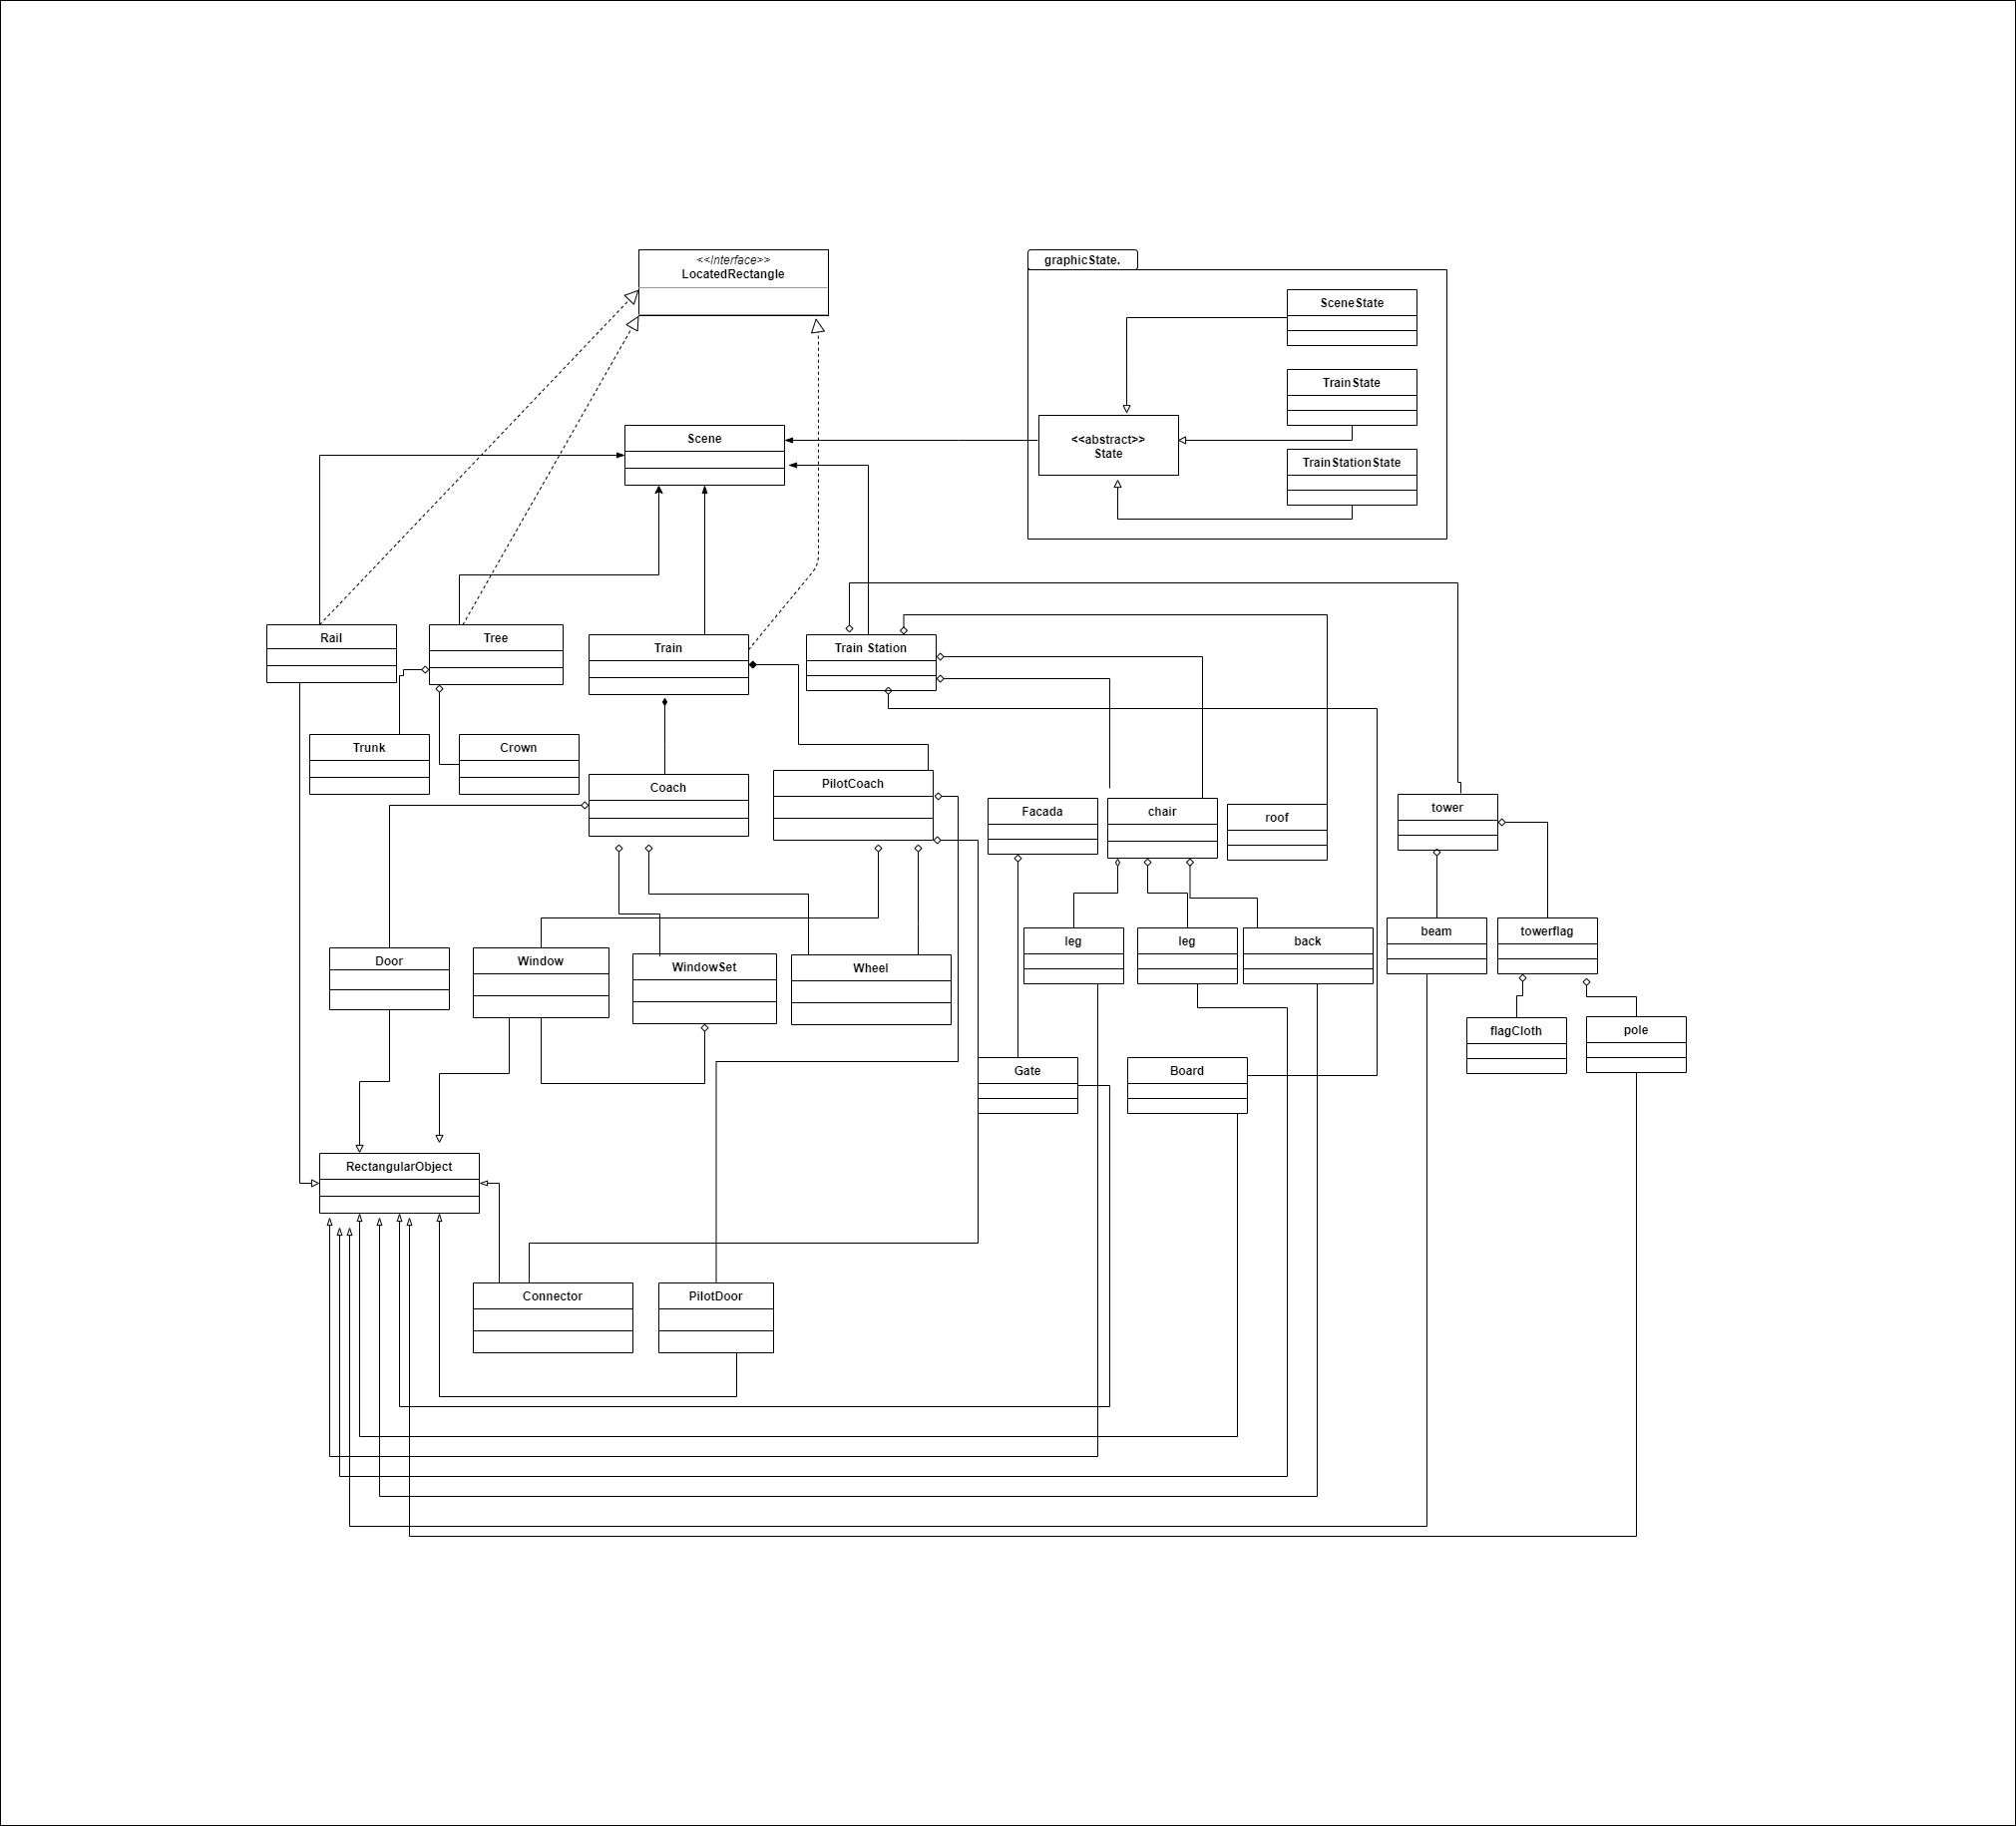 <<Interface>>
LocatedRectangle
graphicState.
SceneState
TrainState
<<abstract>>
State
TrainStationState
Scene
Rail
Tree
Train
Train Station
Trunk
Crown
Coach
PilotCoach
Facada
chair
roof
tower
Door
Window
WindowSet
Wheel
leg
leg
back
beam
towerflag
flagCloth
pole
Gate
Board
RectangularObject
Connector
PilotDoor